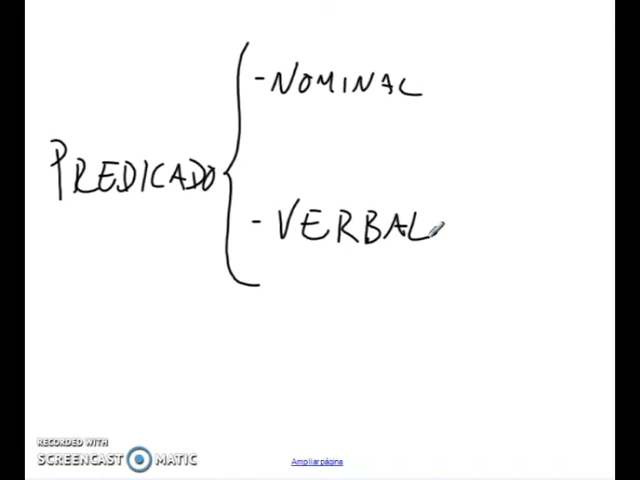 - NOMINAL
PREDICADO
- VERBAL
RECORDED WITH
SCREENCAST MATIC
Ampliar página